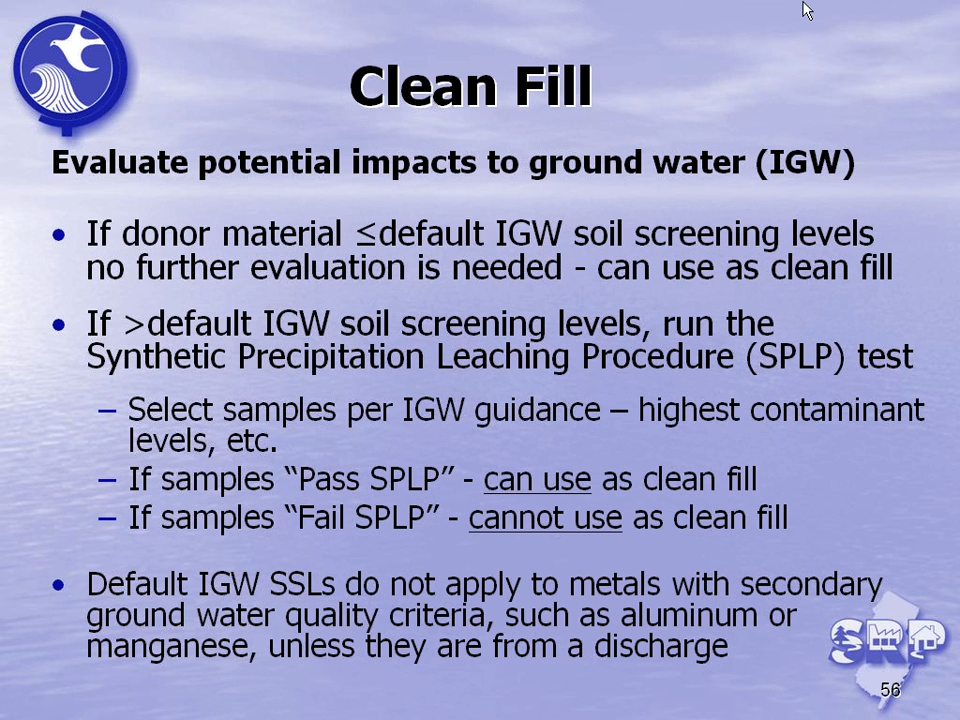 Clean Fill
Evaluate potential impacts to ground water (IGW)
• If donor material ≤default IGW soil screening levels
no further evaluation is needed - can use as clean fill
• If >default IGW soil screening levels, run the
Synthetic Precipitation Leaching Procedure (SPLP) test
– Select samples per IGW guidance – highest contaminant
levels, etc.
– If samples “Pass SPLP” - can use as clean fill
– If samples “Fail SPLP” - cannot use as clean fill
• Default IGW SSLs do not apply to metals with secondary
ground water quality criteria, such as aluminum or
manganese, unless they are from a discharge
SRP
56